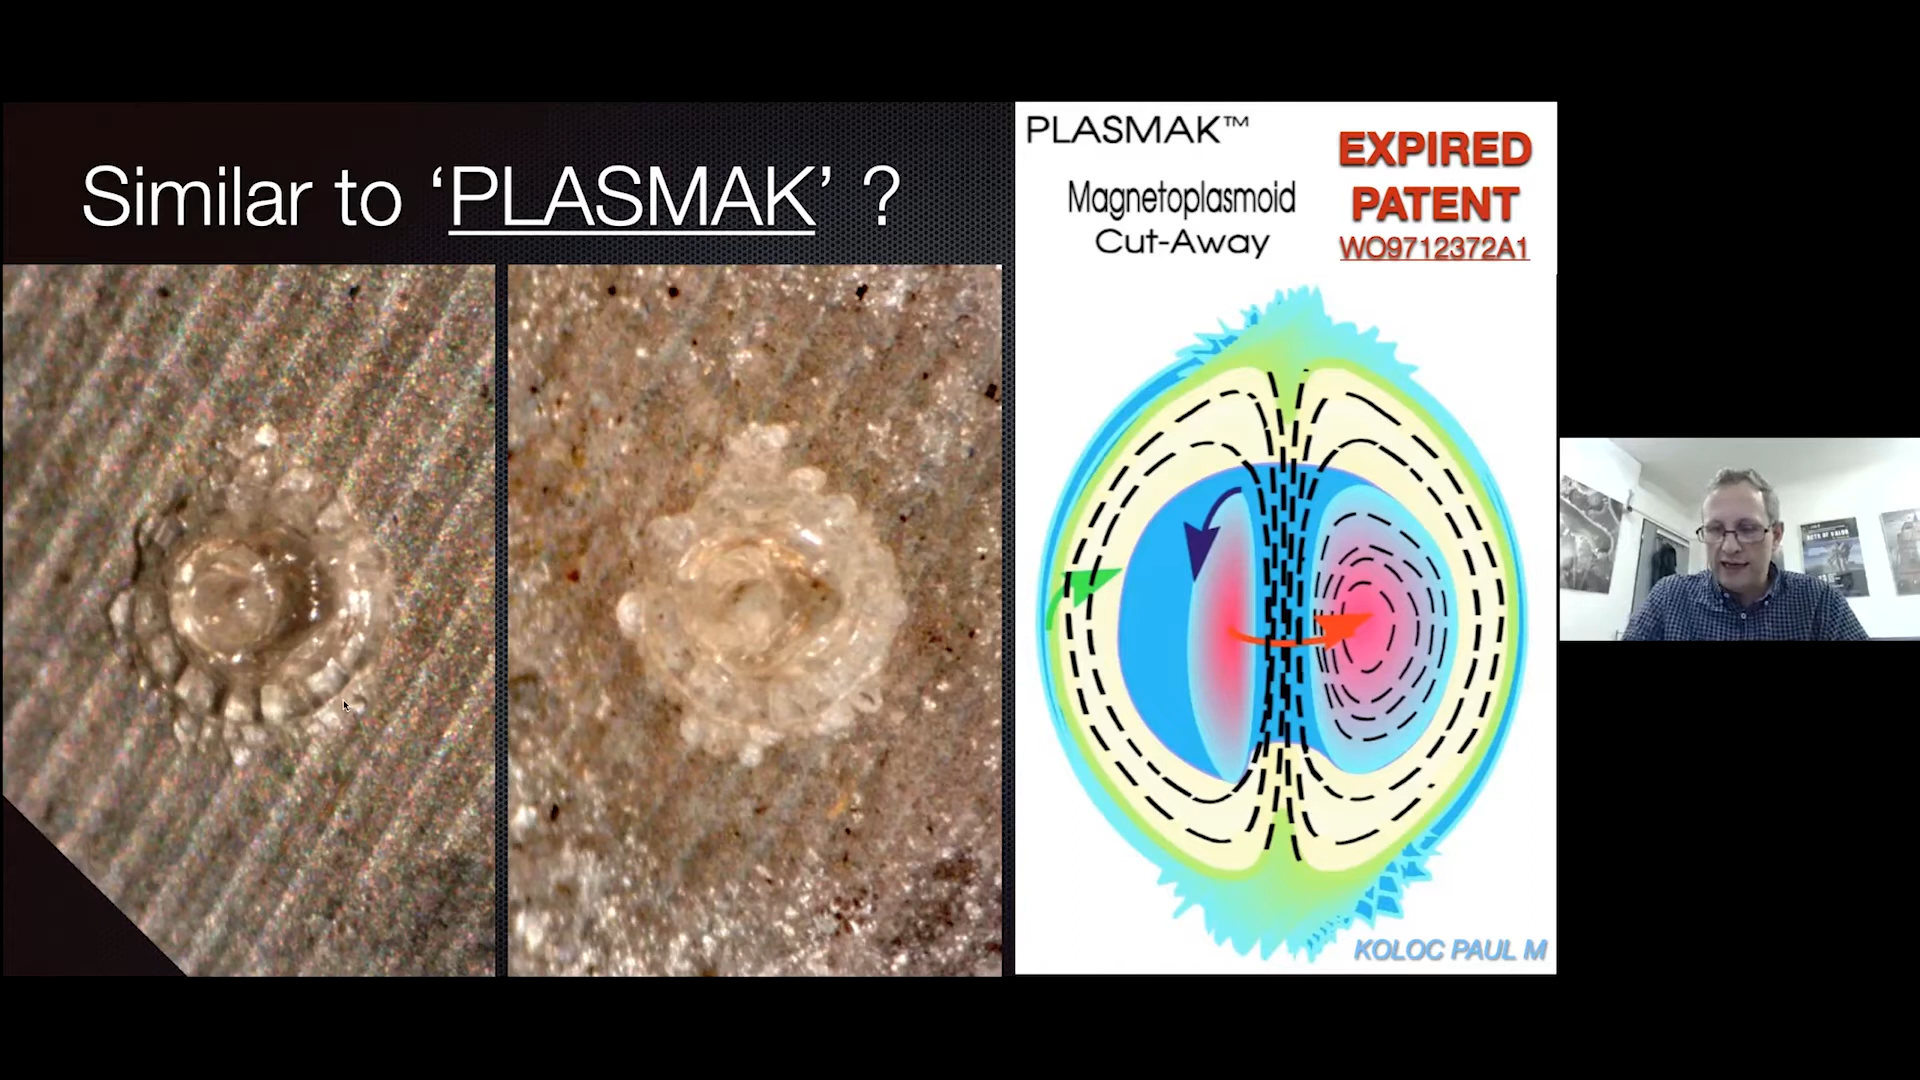 Similar to ‘PLASMAK’ ?
PLASMAK™
Magnetoplasmoid
Cut-Away
EXPIRED
PATENT
WO9712372A1
KOLOC PAUL M